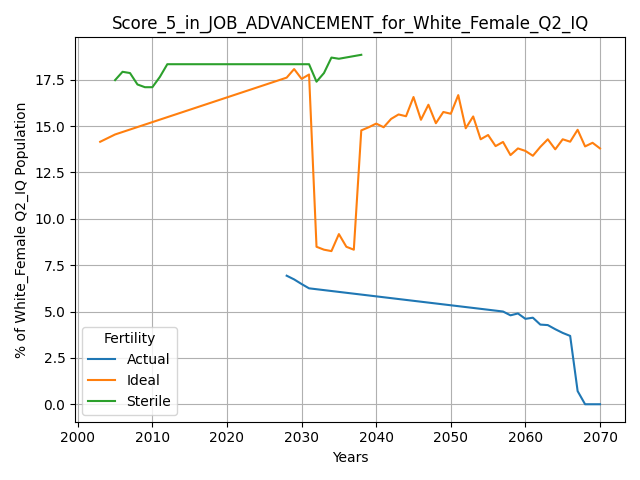 Score_5_in_JOB_ADVANCEMENT_for_White_Female_Q2_IQ
% of White_Female Q2_IQ Population
17.5
15.0
12.5
10.0
7.5
5.0
2.5
0.0
Fertility
Actual
Ideal
Sterile
2000 2010 2020 2030 2040 2050 2060 2070
Years